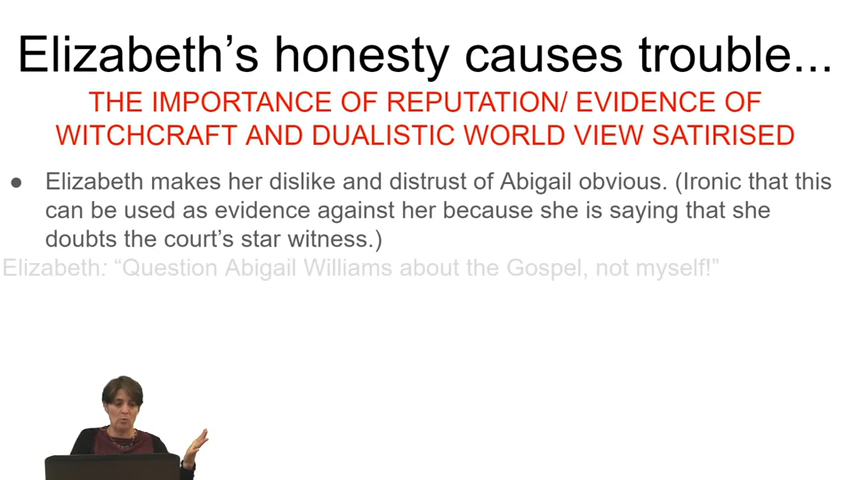 Elizabeth's honesty causes trouble...
THE IMPORTANCE OF REPUTATION/ EVIDENCE OF
WITCHCRAFT AND DUALISTIC WORLD VIEW SATIRISED
● Elizabeth makes her dislike and distrust of Abigail obvious. (Ironic that this
can be used as evidence against her because she is saying that she
doubts the court's star witness.)
Elizabeth: “Question Abigail Williams about the Gospel, not myself!”